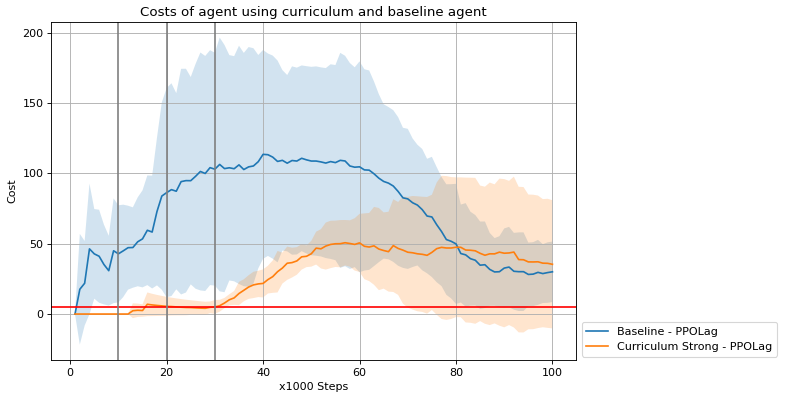 Costs of agent using curriculum and baseline agent
200
150
100
50
0
Cost
0 20 40 60 80 100
x1000 Steps
Baseline - PPOLag
Curriculum Strong - PPOLag